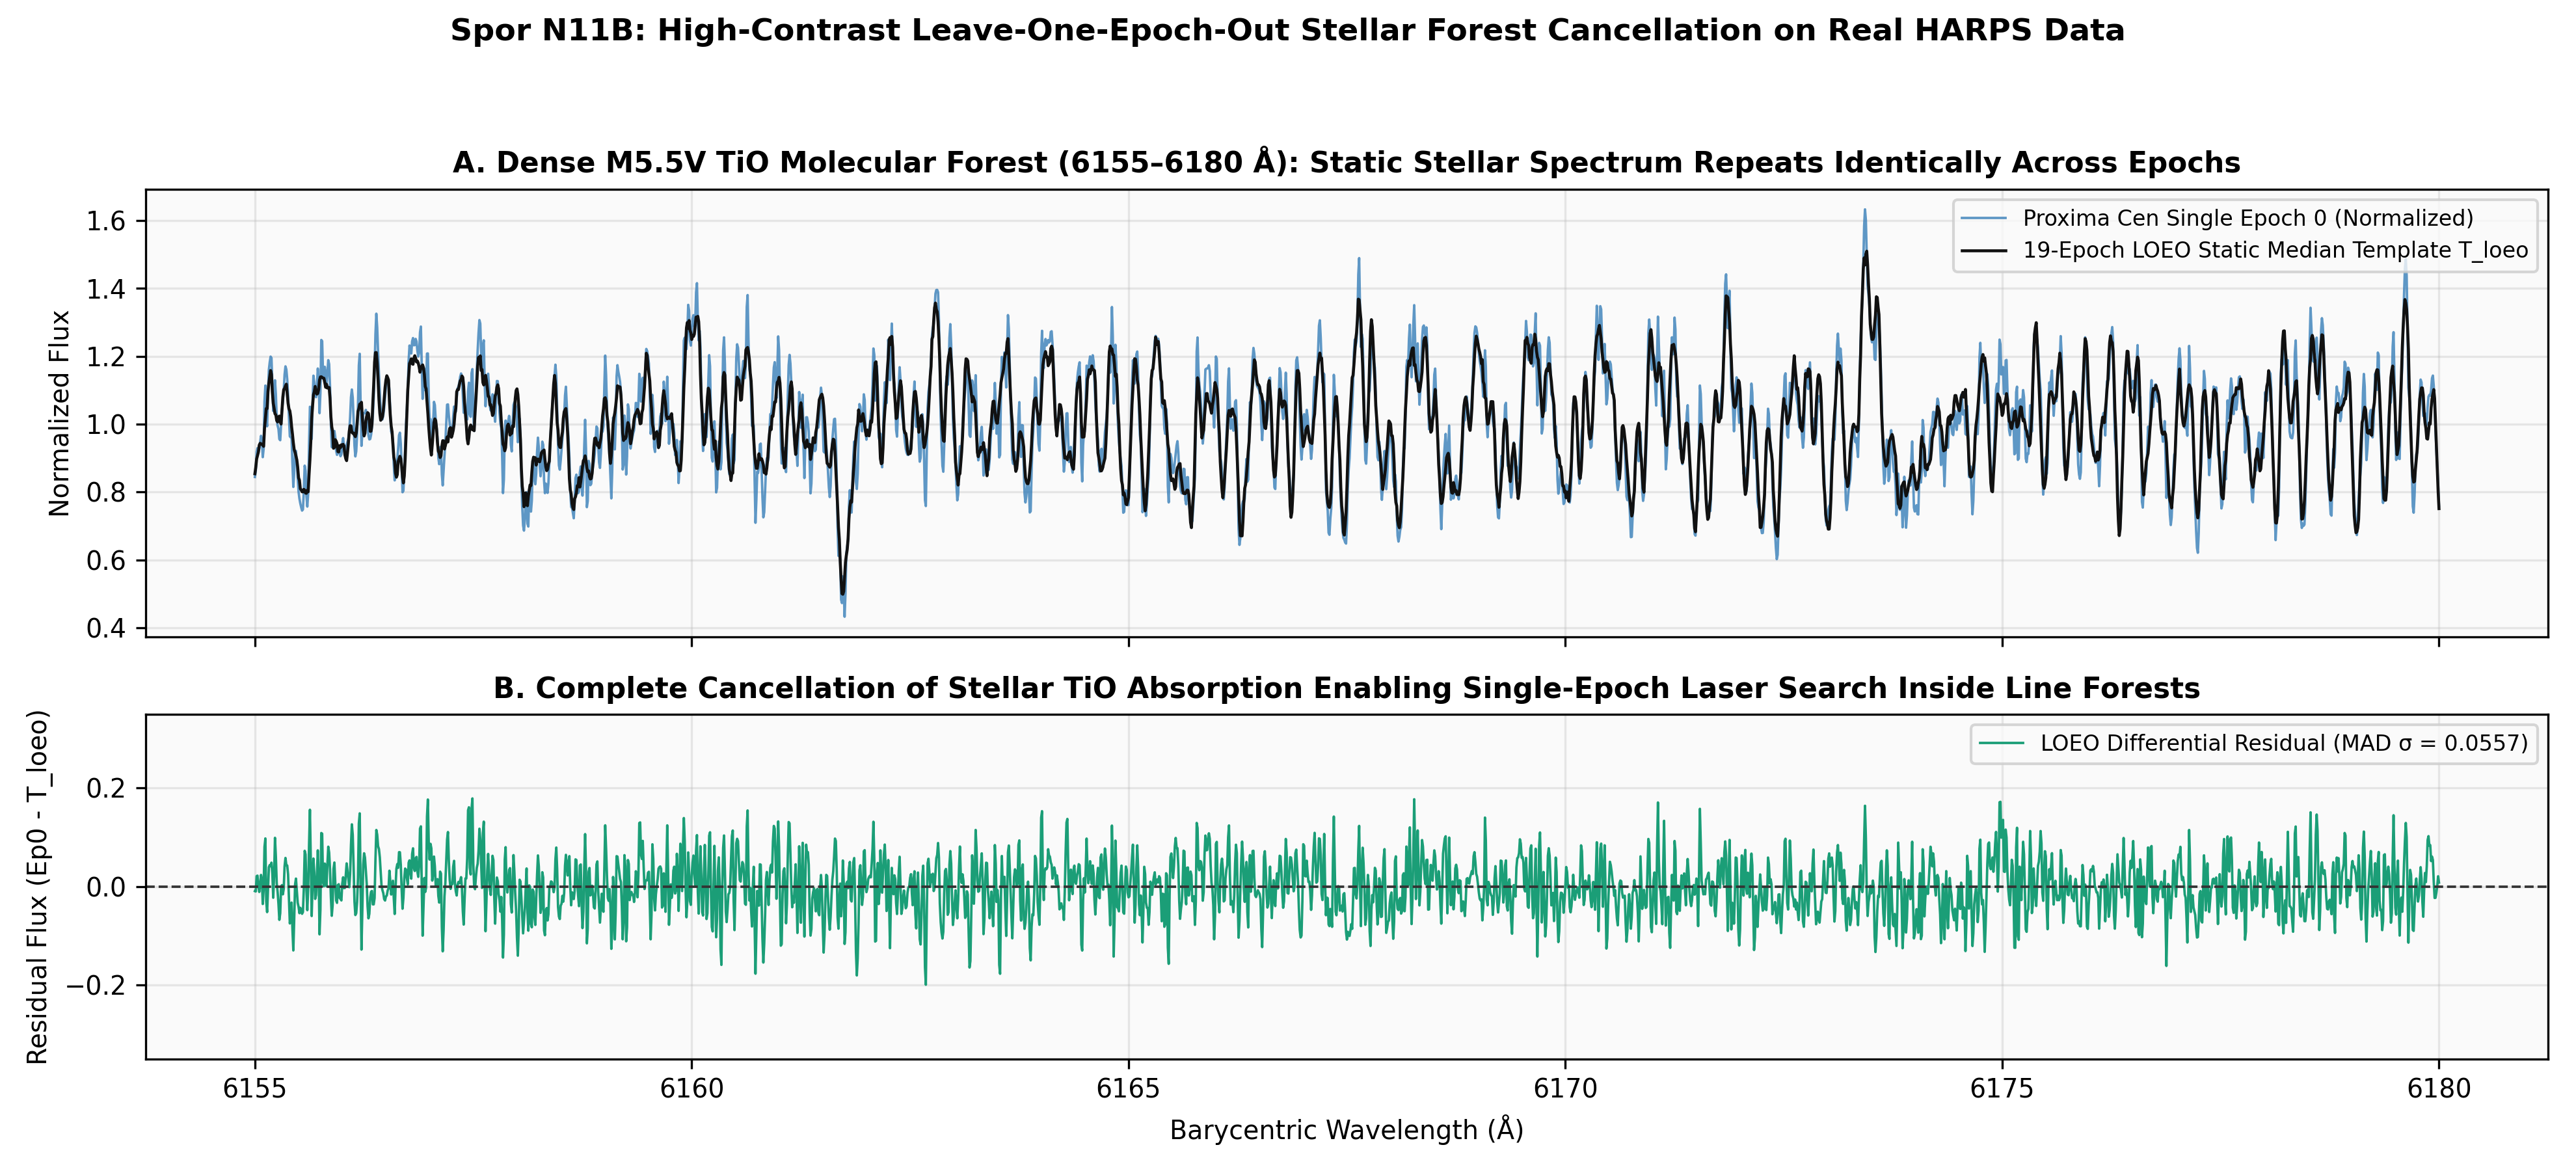 Spor N11B: High-Contrast Leave-One-Epoch-Out Stellar Forest Cancellation on Real HARPS Data
A. Dense M5.5V TiO Molecular Forest (6155–6180 Å): Static Stellar Spectrum Repeats Identically Across Epochs
Normalized Flux
1.6
1.4
1.2
1.0
0.8
0.6
0.4
Proxima Cen Single Epoch 0 (Normalized)
19-Epoch LOEO Static Median Template T_loeo
B. Complete Cancellation of Stellar TiO Absorption Enabling Single-Epoch Laser Search Inside Line Forests
Residual Flux (Ep0 - T_loeo)
0.2
0.0
−0.2
LOEO Differential Residual (MAD σ = 0.0557)
6155
6160
6165
6170
6175
6180
Barycentric Wavelength (Å)